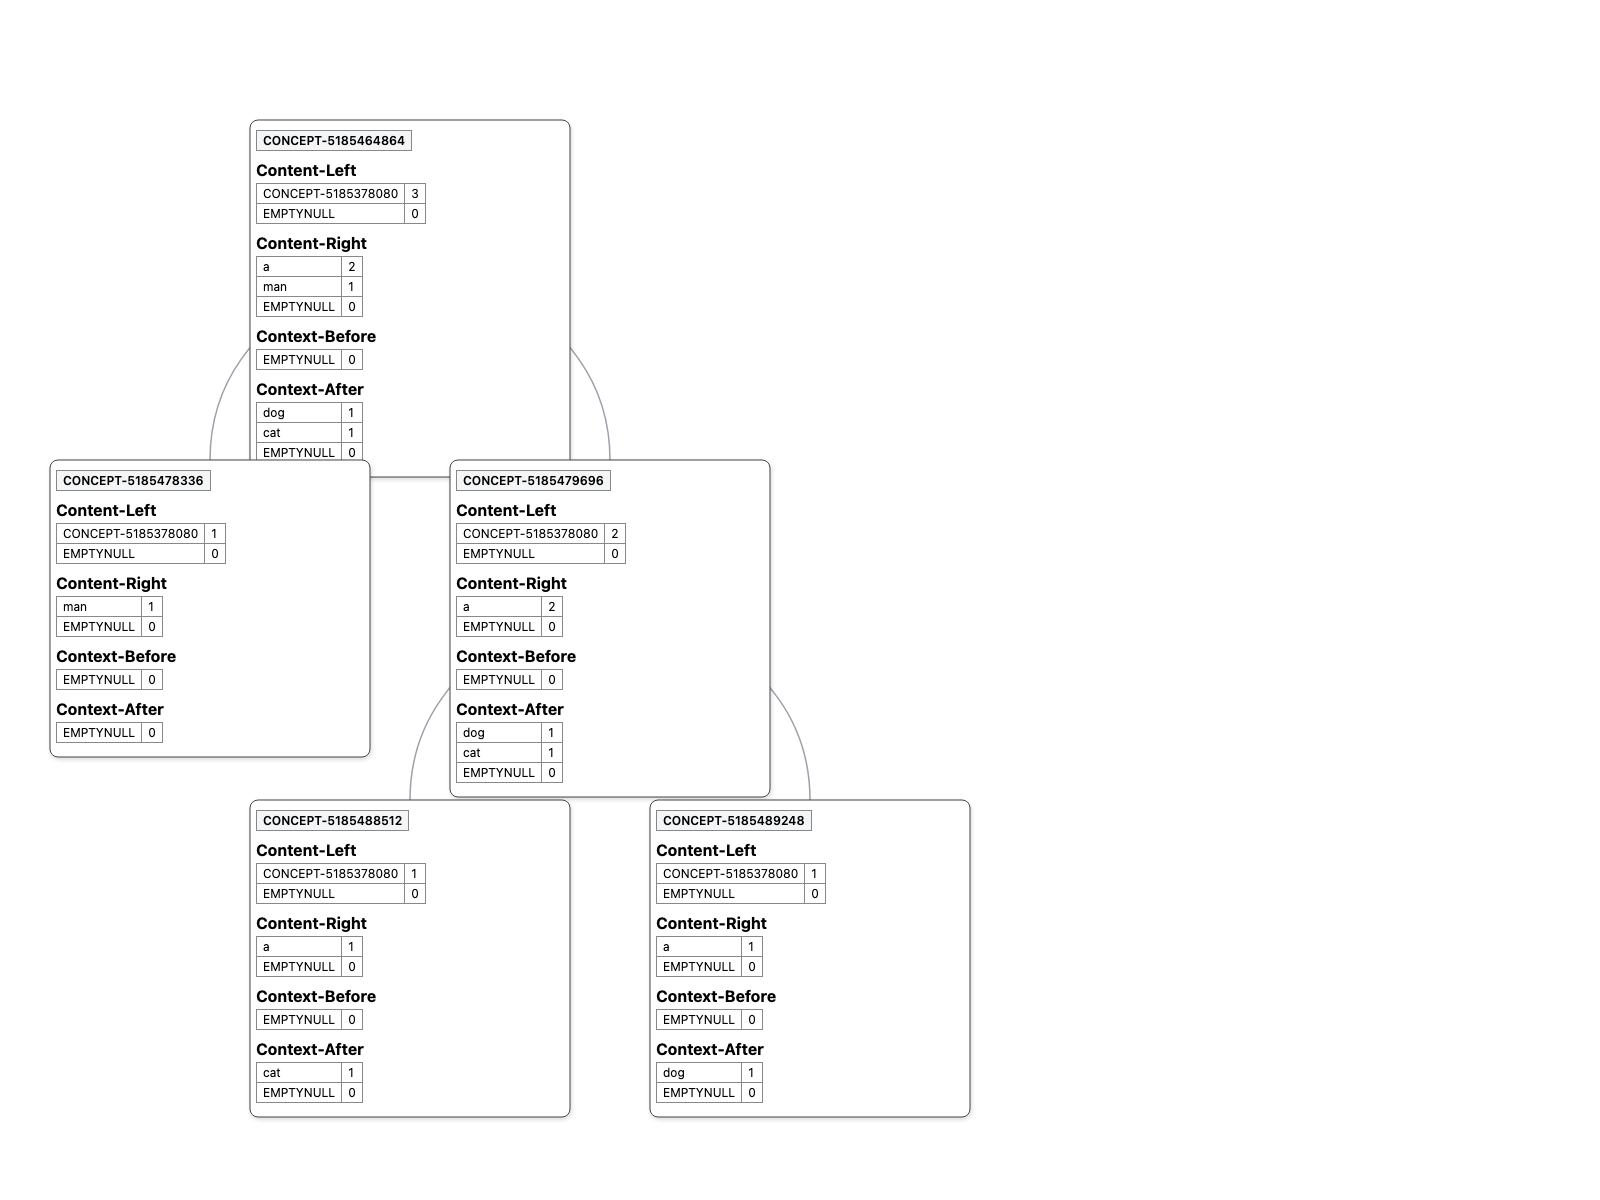 CONCEPT-5185464864
Content-Left
CONCEPT-5185378080 3
EMPTYNULL 0
Content-Right
a 2
man 1
EMPTYNULL 0
Context-Before
EMPTYNULL 0
Context-After
dog 1
cat 1
EMPTYNULL 0
CONCEPT-5185478336
Content-Left
CONCEPT-5185378080 1
EMPTYNULL 0
Content-Right
man 1
EMPTYNULL 0
Context-Before
EMPTYNULL 0
Context-After
EMPTYNULL 0
CONCEPT-5185479696
Content-Left
CONCEPT-5185378080 2
EMPTYNULL 0
Content-Right
a 2
EMPTYNULL 0
Context-Before
EMPTYNULL 0
Context-After
dog 1
cat 1
EMPTYNULL 0
CONCEPT-5185488512
Content-Left
CONCEPT-5185378080 1
EMPTYNULL 0
Content-Right
a 1
EMPTYNULL 0
Context-Before
EMPTYNULL 0
Context-After
cat 1
EMPTYNULL 0
CONCEPT-5185489248
Content-Left
CONCEPT-5185378080 1
EMPTYNULL 0
Content-Right
a 1
EMPTYNULL 0
Context-Before
EMPTYNULL 0
Context-After
dog 1
EMPTYNULL 0